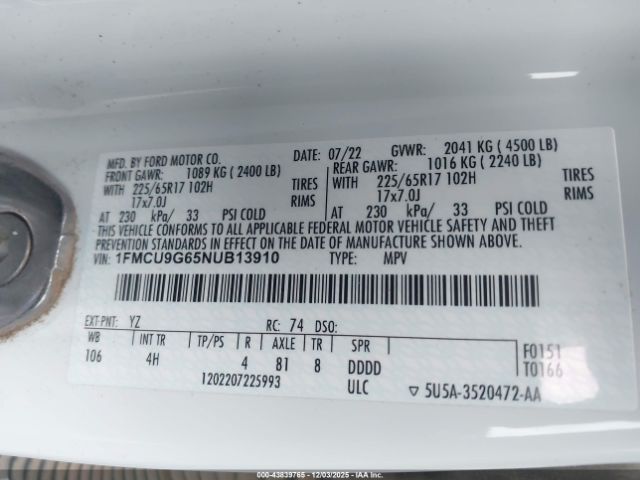 MFD. BY FORD MOTOR CO. 07/22 GVWR: 2041 KG ( 4500 LB)
FRONT GAWR: 1089 KG ( 2400 LB) REAR GAWR: 1016 KG ( 2240 LB)
WITH 225/65R17 102H TIRES WITH 225/65R17 102H TIRES
17x7.0J RIMS 17x7.0J RIMS
AT 230 kPa/ 33 PSI COLD AT 230 kPa/ 33 PSI COLD
THIS VEHICLE CONFORMS TO ALL APPLICABLE FEDERAL MOTOR VEHICLE SAFETY AND THEFT
PREVENTION STANDARDS IN EFFECT ON THE DATE OF MANUFACTURE SHOWN ABOVE.
VIN: 1FMCU9G65NUB13910 TYPE: MPV
EXT PNT: YZ RC: 74 DSO:
WB INT TR TP/PS R AXLE TR SPR F0151
106 4H 4 81 8 DDDD T0166
1202207225993 ULC ▽ 5U5A-3520472-AA
000-43839765 - 12/03/2025 - IAA